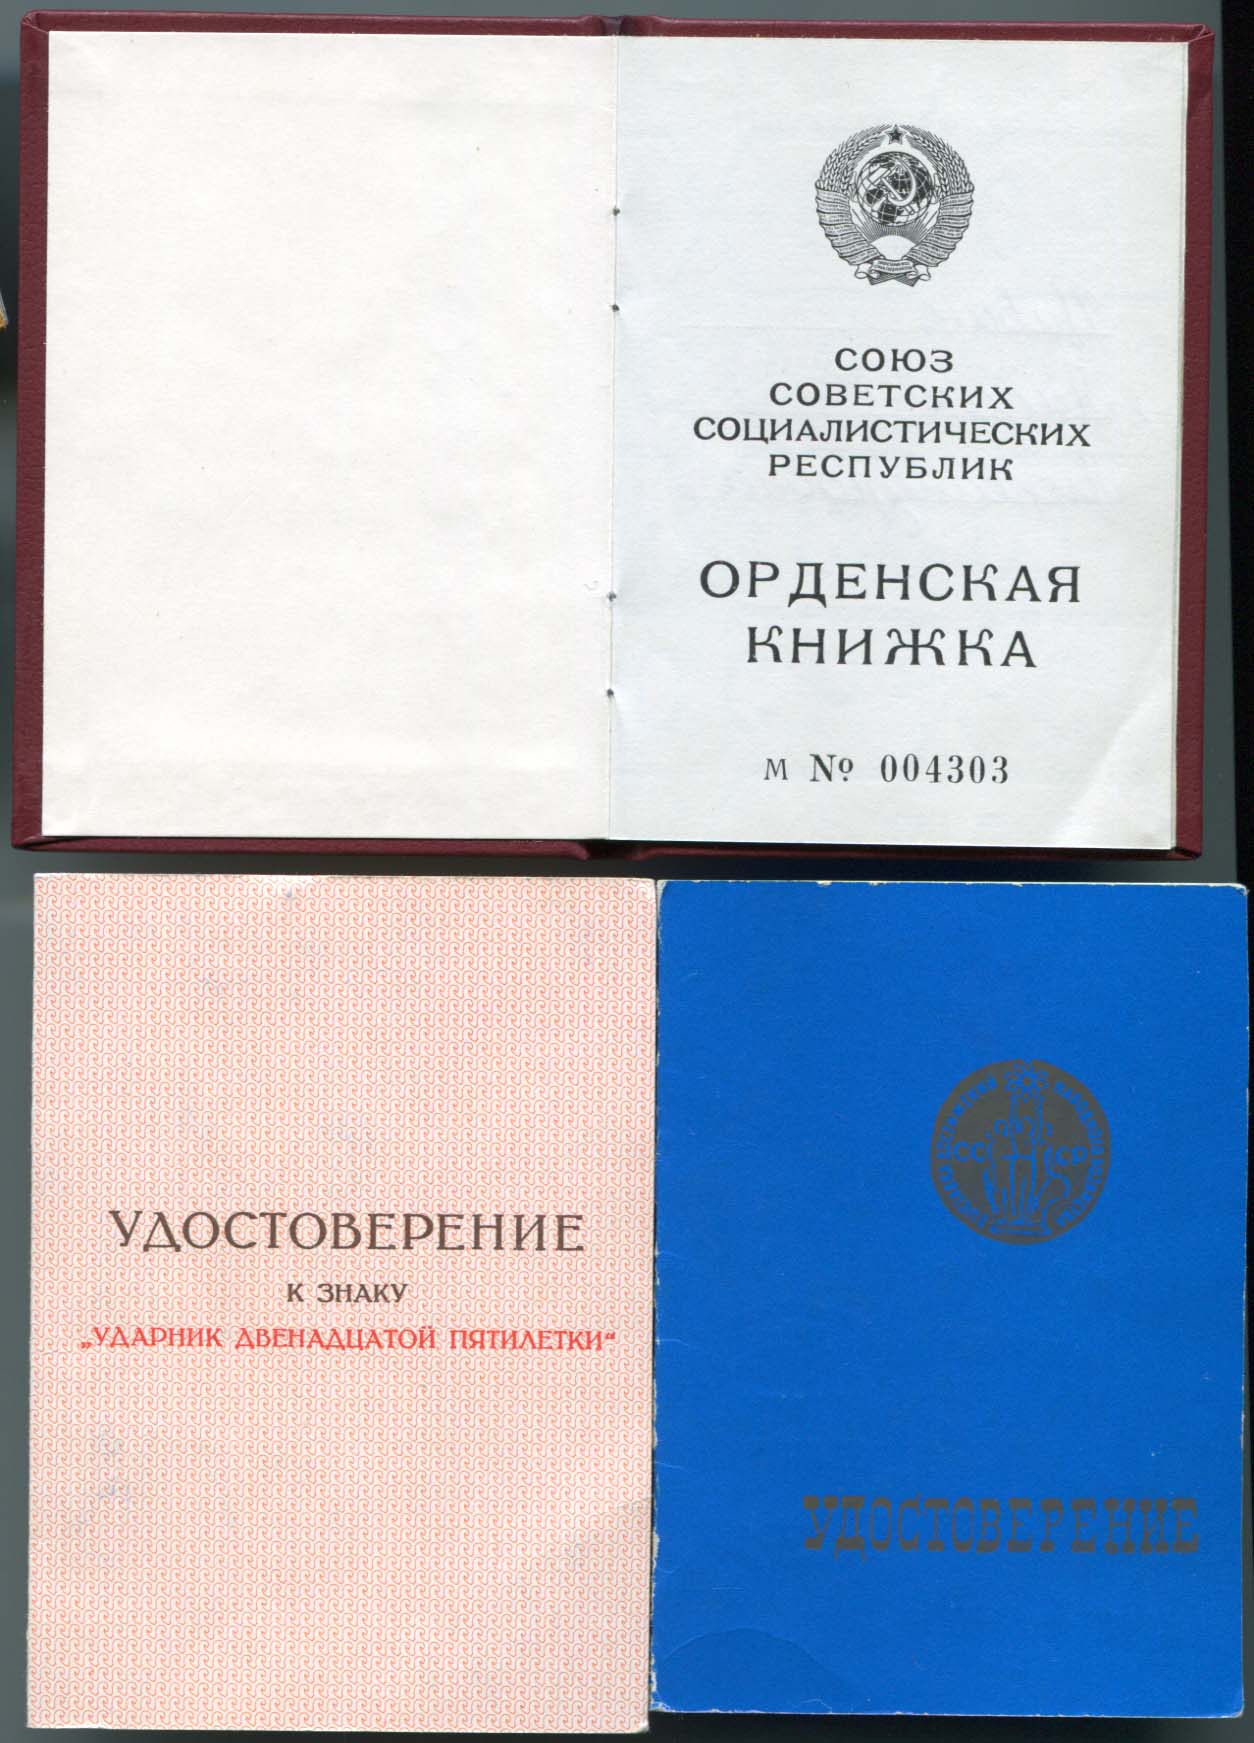 СОЮЗ
СОВЕТСКИХ
СОЦИАЛИСТИЧЕСКИХ
РЕСПУБЛИК
ОРДЕНСКАЯ
КНИЖКА
М № 004303
УДОСТОВЕРЕНИЕ
К ЗНАКУ
„УДАРНИК ДВЕНАДЦАТОЙ ПЯТИЛЕТКИ“
УДОСТОВЕРЕНИЕ